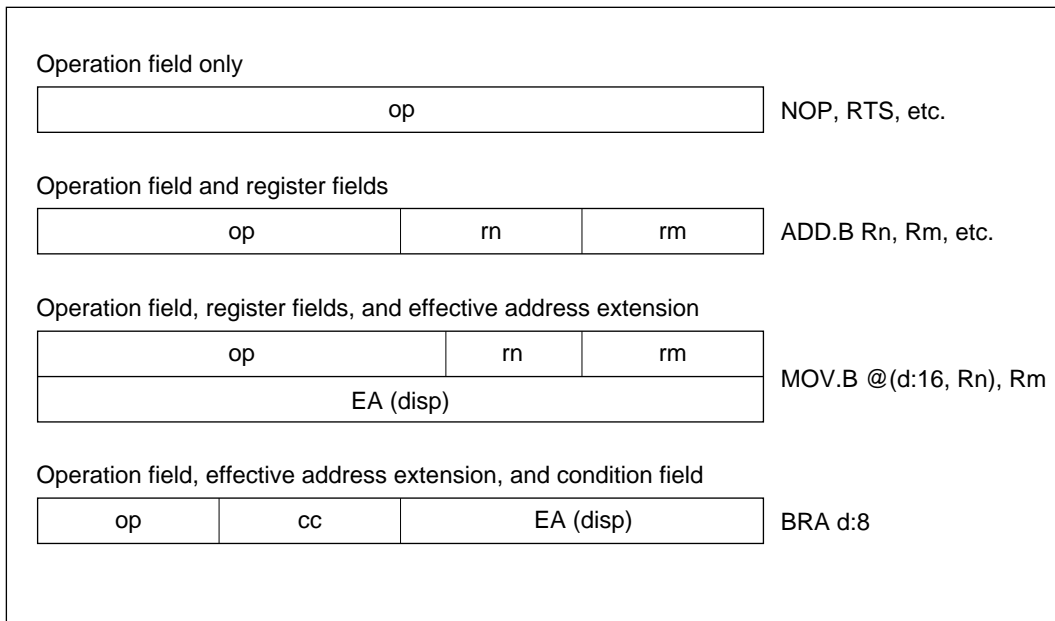 Operation field only
op
NOP, RTS, etc.
Operation field and register fields
op rn rm
ADD.B Rn, Rm, etc.
Operation field, register fields, and effective address extension
op rn rm
EA (disp)
MOV.B @(d:16, Rn), Rm
Operation field, effective address extension, and condition field
op cc EA (disp)
BRA d:8